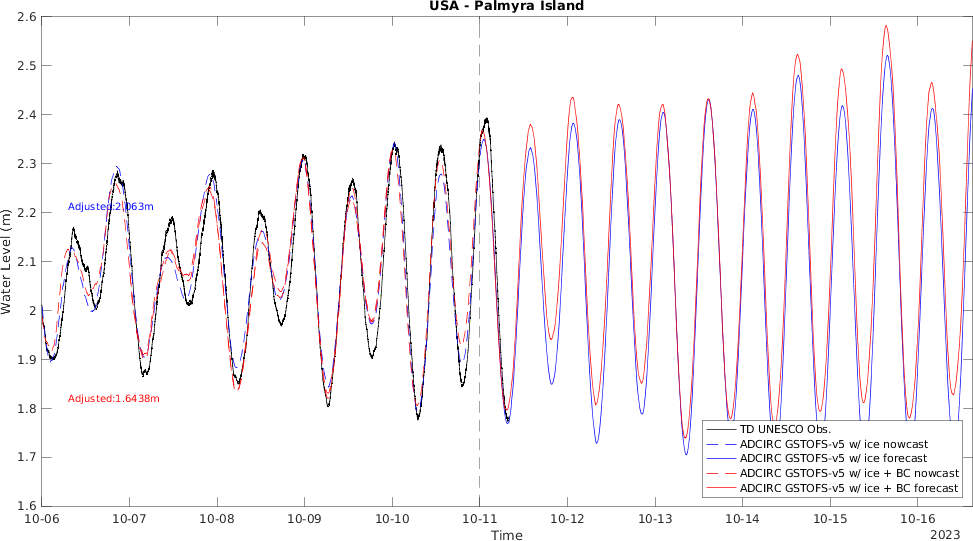 USA - Palmyra Island
2.6
2.5
2.4
2.3
2.2
2.1
2
1.9
1.8
1.7
1.6
Water Level (m)
Adjusted:2.063m
Adjusted:1.6438m
TD UNESCO Obs.
ADCIRC GSTOFS-v5 w/ ice nowcast
ADCIRC GSTOFS-v5 w/ ice forecast
ADCIRC GSTOFS-v5 w/ ice + BC nowcast
ADCIRC GSTOFS-v5 w/ ice + BC forecast
10-06 10-07 10-08 10-09 10-10 10-11 10-12 10-13 10-14 10-15 10-16
Time
2023